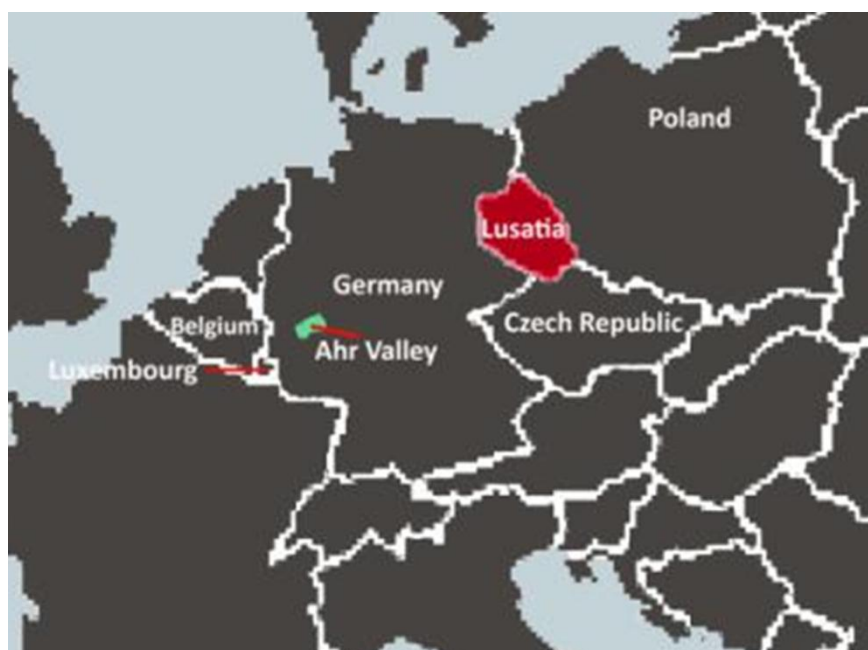 Poland
Lusatia
Germany
Belgium
Czech Republic
Ahr Valley
Luxembourg